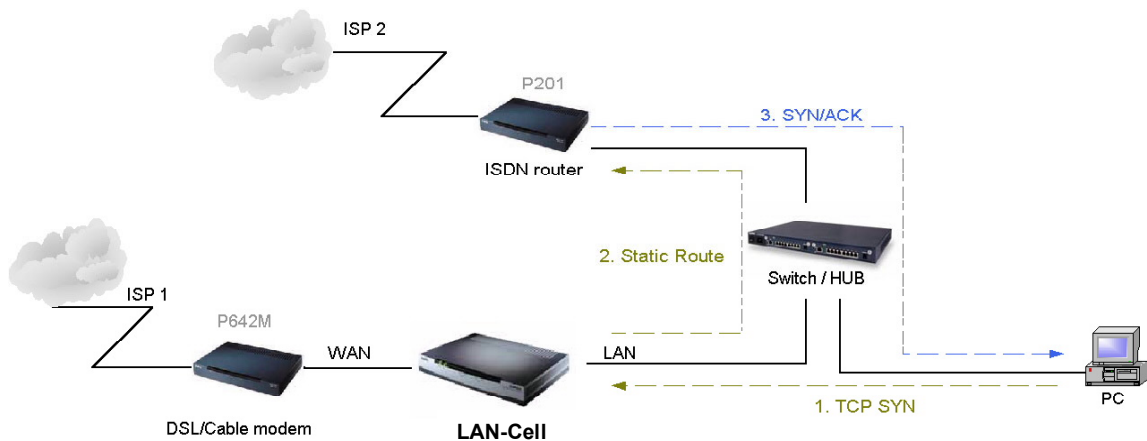 ISP 2
P201
3. SYN/ACK
ISDN router
2. Static Route
Switch / HUB
ISP 1
P642M
WAN
LAN
PC
1. TCP SYN
DSL/Cable modem
LAN-Cell